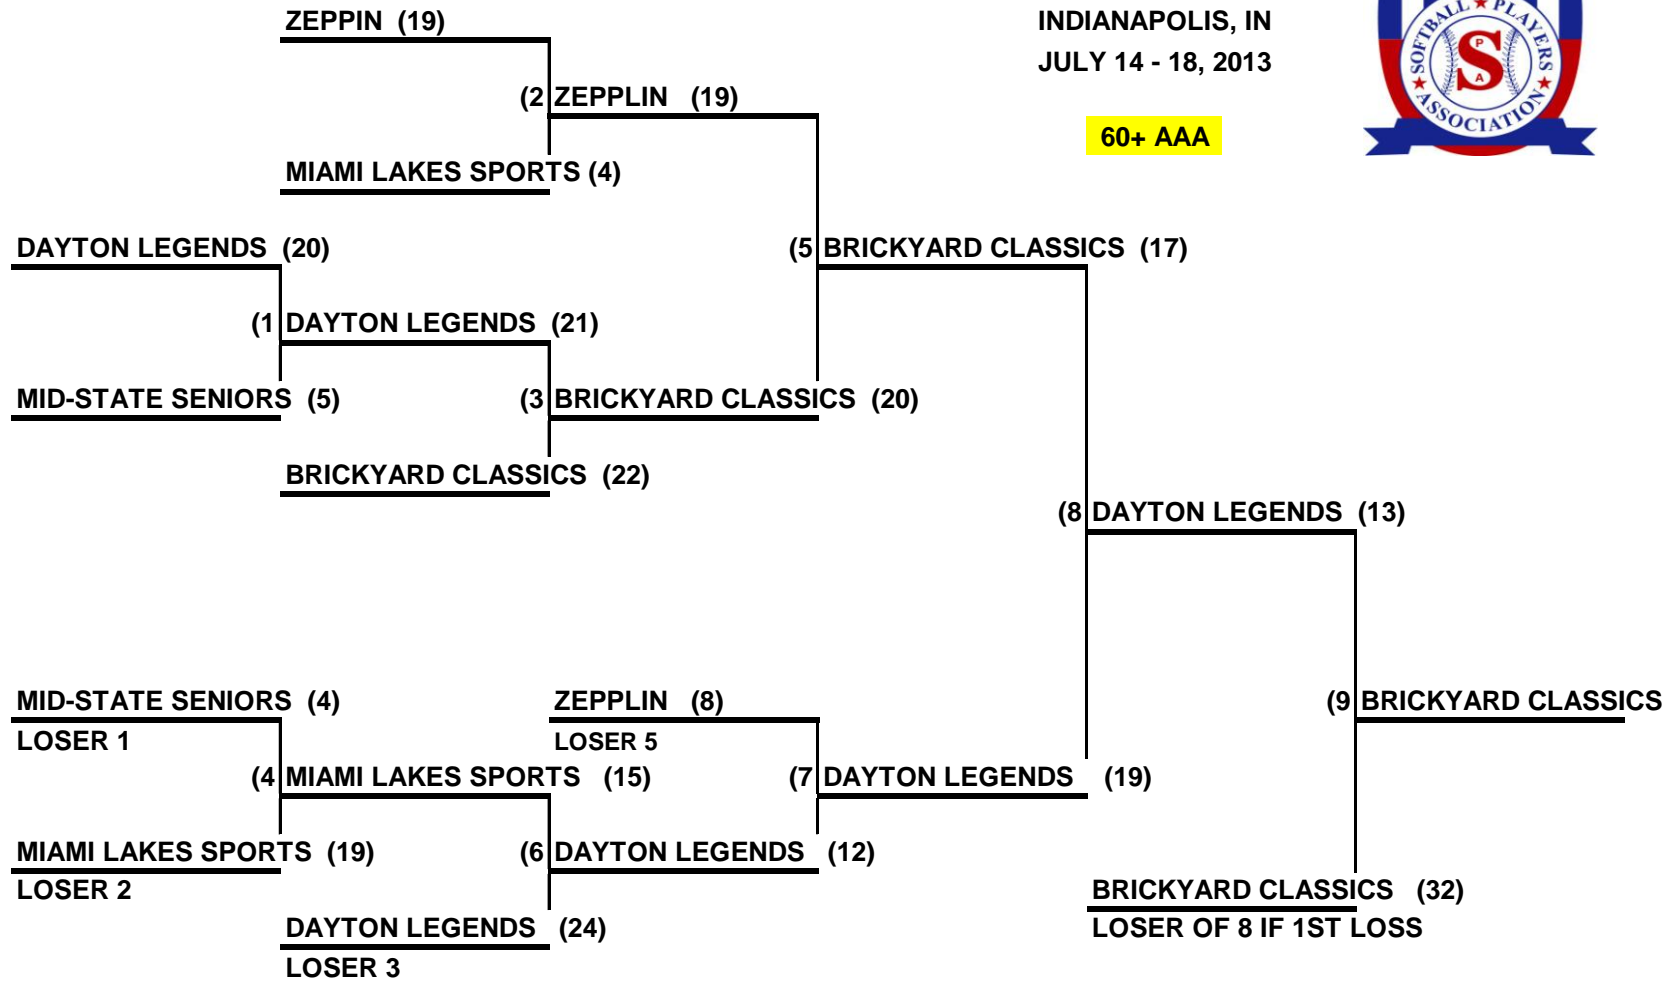 ZEPPIN (19)
INDIANAPOLIS, IN
JULY 14 - 18, 2013
SOFTBALL ★ PLAYERS ★ ASSOCIATION ★
P
S
A
(2 ZEPPLIN (19)
60+ AAA
MIAMI LAKES SPORTS (4)
DAYTON LEGENDS (20)
(5 BRICKYARD CLASSICS (17)
(1 DAYTON LEGENDS (21)
MID-STATE SENIORS (5)
(3 BRICKYARD CLASSICS (20)
BRICKYARD CLASSICS (22)
(8 DAYTON LEGENDS (13)
MID-STATE SENIORS (4)
LOSER 1
ZEPPLIN (8)
LOSER 5
(9 BRICKYARD CLASSICS
(4 MIAMI LAKES SPORTS (15)
(7 DAYTON LEGENDS (19)
MIAMI LAKES SPORTS (19)
LOSER 2
(6 DAYTON LEGENDS (12)
BRICKYARD CLASSICS (32)
LOSER OF 8 IF 1ST LOSS
DAYTON LEGENDS (24)
LOSER 3